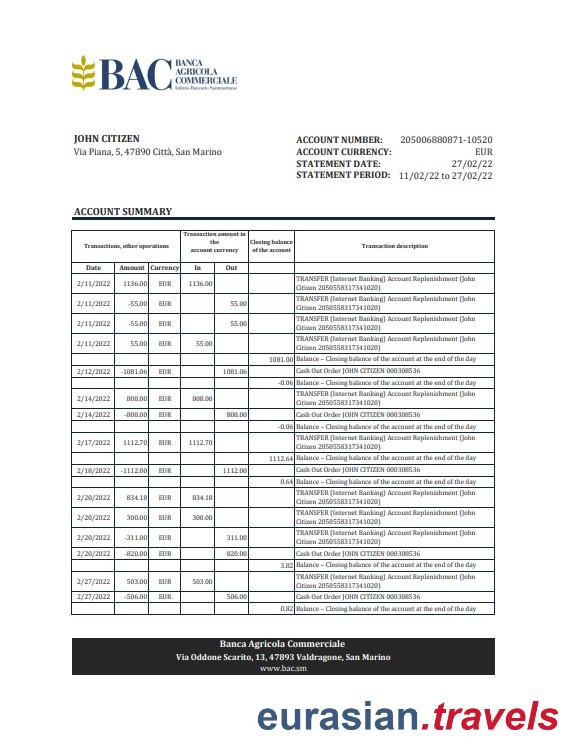 BAC BANCA
AGRICOLA
COMMERCIALE
Istituto Bancario Sammarinese
JOHN CITIZEN
Via Piana, 5, 47890 Città, San Marino
ACCOUNT NUMBER: 205006880871-10520
ACCOUNT CURRENCY: EUR
STATEMENT DATE: 27/02/22
STATEMENT PERIOD: 11/02/22 to 27/02/22
ACCOUNT SUMMARY
Transactions, other operations
Transaction amount in
the
account currency
Closing balance
of the account
Transaction description
Date Amount Currency In Out
2/11/2022 1136.00 EUR 1136.00 TRANSFER (Internet Banking) Account Replenishment (John
Citizen 2050558317341020)
2/11/2022 -55.00 EUR 55.00 TRANSFER (Internet Banking) Account Replenishment (John
Citizen 2050558317341020)
2/11/2022 -55.00 EUR 55.00 TRANSFER (Internet Banking) Account Replenishment (John
Citizen 2050558317341020)
2/11/2022 55.00 EUR 55.00 TRANSFER (Internet Banking) Account Replenishment (John
Citizen 2050558317341020)
1081.00 Balance – Closing balance of the account at the end of the day
2/12/2022 -1081.06 EUR 1081.06 Cash Out Order JOHN CITIZEN 000308536
-0.06 Balance – Closing balance of the account at the end of the day
2/14/2022 808.00 EUR 808.00 TRANSFER (Internet Banking) Account Replenishment (John
Citizen 2050558317341020)
2/14/2022 -808.00 EUR 808.00 Cash Out Order JOHN CITIZEN 000308536
-0.06 Balance – Closing balance of the account at the end of the day
2/17/2022 1112.70 EUR 1112.70 TRANSFER (Internet Banking) Account Replenishment (John
Citizen 2050558317341020)
1112.64 Balance – Closing balance of the account at the end of the day
2/18/2022 -1112.00 EUR 1112.00 Cash Out Order JOHN CITIZEN 000308536
0.64 Balance – Closing balance of the account at the end of the day
2/20/2022 834.18 EUR 834.18 TRANSFER (Internet Banking) Account Replenishment (John
Citizen 2050558317341020)
2/20/2022 300.00 EUR 300.00 TRANSFER (Internet Banking) Account Replenishment (John
Citizen 2050558317341020)
2/20/2022 -311.00 EUR 311.00 TRANSFER (Internet Banking) Account Replenishment (John
Citizen 2050558317341020)
2/20/2022 -820.00 EUR 820.00 Cash Out Order JOHN CITIZEN 000308536
3.82 Balance – Closing balance of the account at the end of the day
2/27/2022 503.00 EUR 503.00 TRANSFER (Internet Banking) Account Replenishment (John
Citizen 2050558317341020)
2/27/2022 -506.00 EUR 506.00 Cash Out Order JOHN CITIZEN 000308536
0.82 Balance – Closing balance of the account at the end of the day
Banca Agricola Commerciale
Via Oddone Scarito, 13, 47893 Valdragone, San Marino
www.bac.sm
eurasian.travels